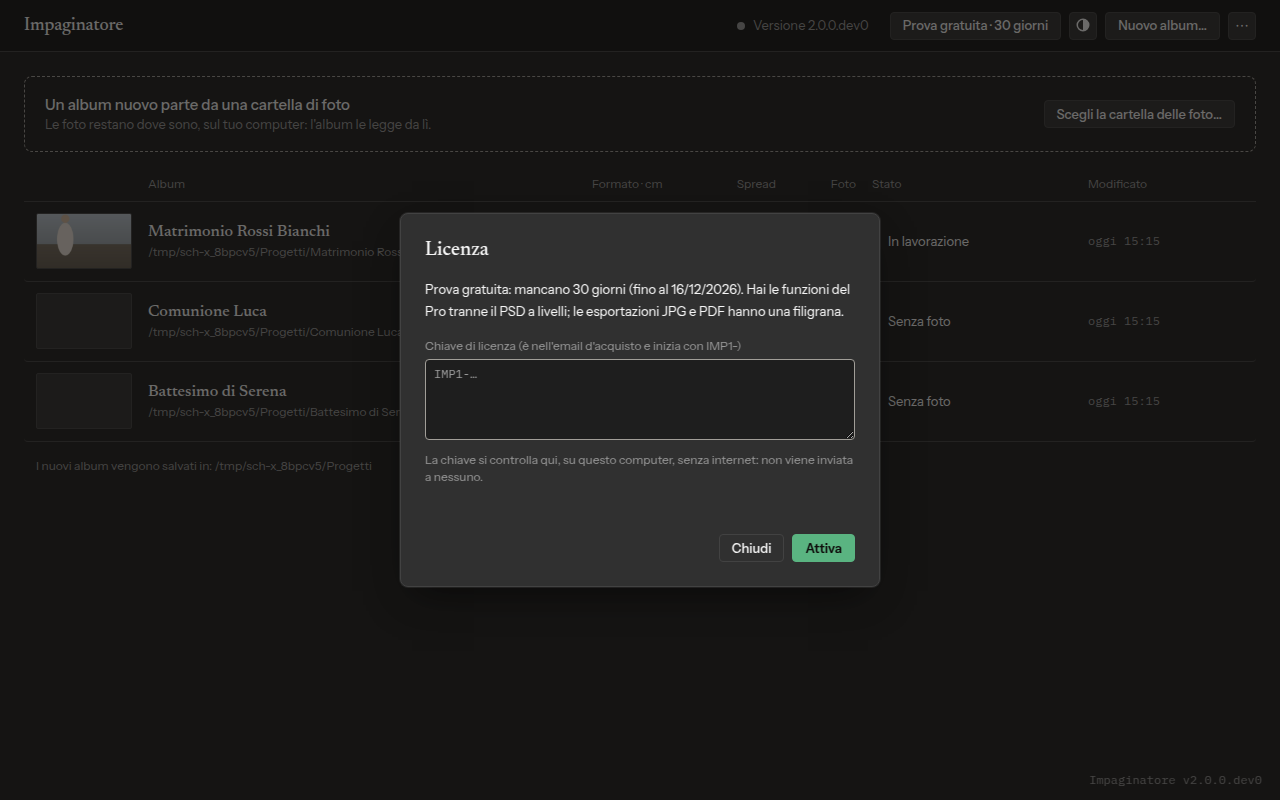 Impaginatore
Versione 2.0.0.dev0
Prova gratuita · 30 giorni
Nuovo album…
Un album nuovo parte da una cartella di foto
Le foto restano dove sono, sul tuo computer: l'album le legge da lì.
Scegli la cartella delle foto…
Album Formato · cm Spread Foto Stato Modificato
Matrimonio Rossi Bianchi
/tmp/sch-x_8bpcv5/Progetti/Matrimonio Ross
In lavorazione
oggi 15:15
Comunione Luca
/tmp/sch-x_8bpcv5/Progetti/Comunione Luca
Senza foto
oggi 15:15
Battesimo di Serena
/tmp/sch-x_8bpcv5/Progetti/Battesimo di Ser
Senza foto
oggi 15:15
I nuovi album vengono salvati in: /tmp/sch-x_8bpcv5/Progetti
Licenza
Prova gratuita: mancano 30 giorni (fino al 16/12/2026). Hai le funzioni del
Pro tranne il PSD a livelli; le esportazioni JPG e PDF hanno una filigrana.
Chiave di licenza (è nell'email d'acquisto e inizia con IMP1-)
IMP1-…
La chiave si controlla qui, su questo computer, senza internet: non viene inviata
a nessuno.
Chiudi
Attiva
Impaginatore v2.0.0.dev0